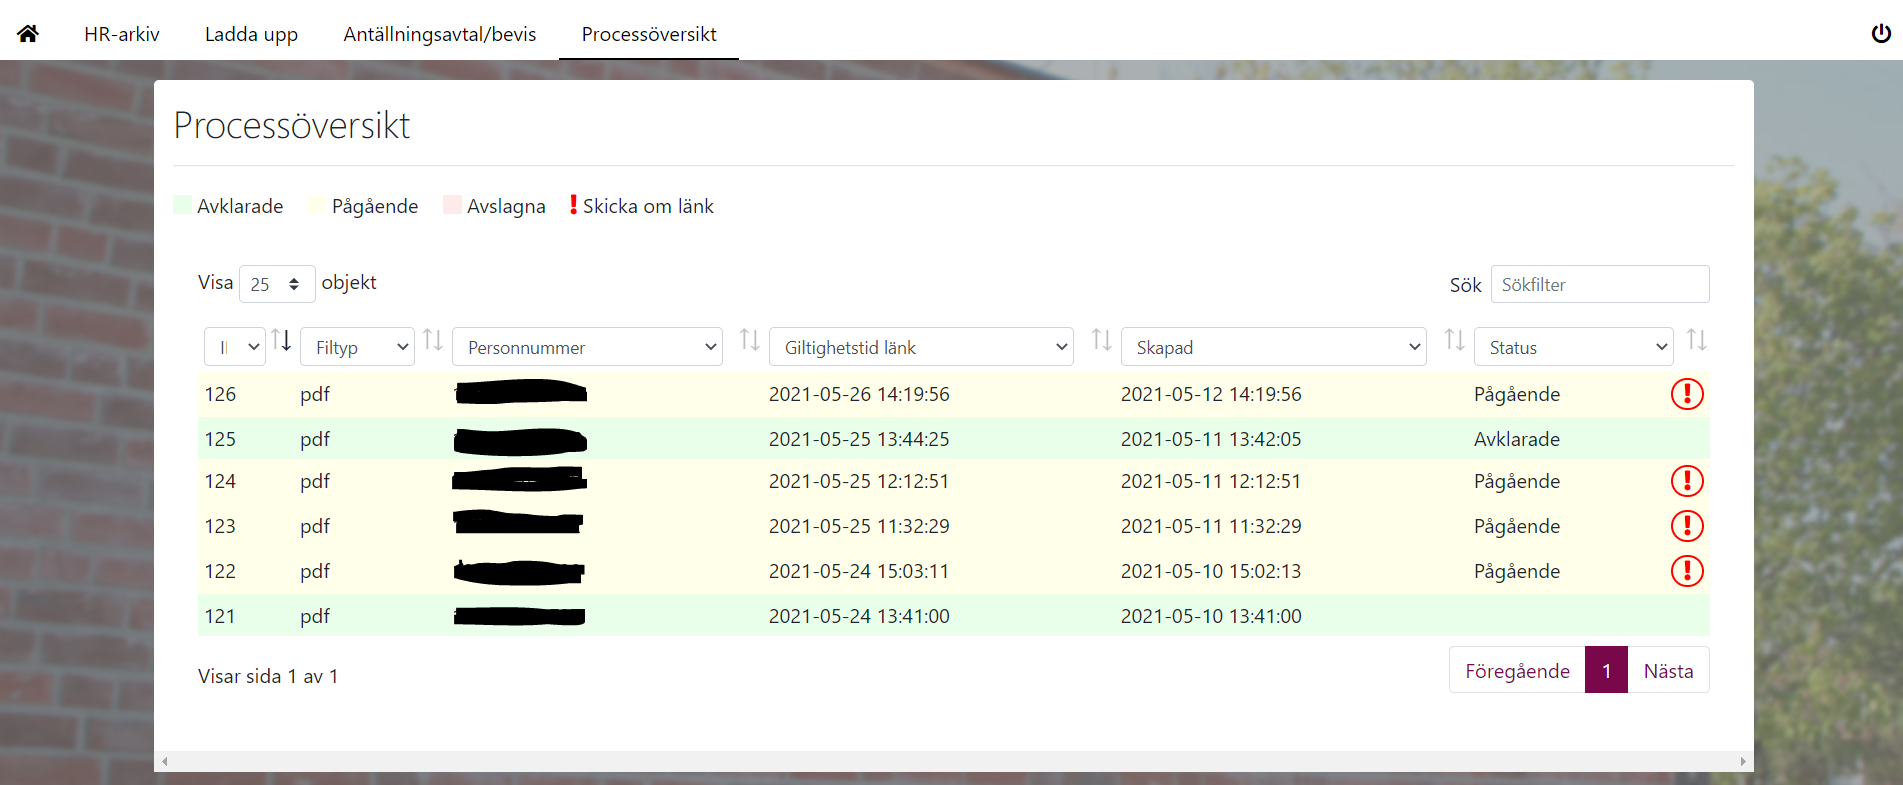 HR-arkiv Ladda upp Antällningsavtal/bevis Processöversikt
Processöversikt
Avklarade Pågående Avslagna Skicka om länk
Visa 25 objekt Sök Sökfilter
Filtyp Personnummer Giltighetstid länk Skapad Status
126 pdf 2021-05-26 14:19:56 2021-05-12 14:19:56 Pågående
125 pdf 2021-05-25 13:44:25 2021-05-11 13:42:05 Avklarade
124 pdf 2021-05-25 12:12:51 2021-05-11 12:12:51 Pågående
123 pdf 2021-05-25 11:32:29 2021-05-11 11:32:29 Pågående
122 pdf 2021-05-24 15:03:11 2021-05-10 15:02:13 Pågående
121 pdf 2021-05-24 13:41:00 2021-05-10 13:41:00
Visar sida 1 av 1 Föregående 1 Nästa